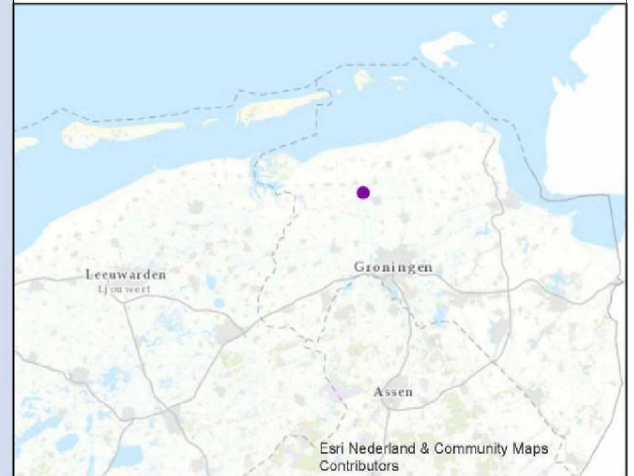 Groningen
Leeuwarden
Ljouwert
Assen
Esri Nederland & Community Maps
Contributors